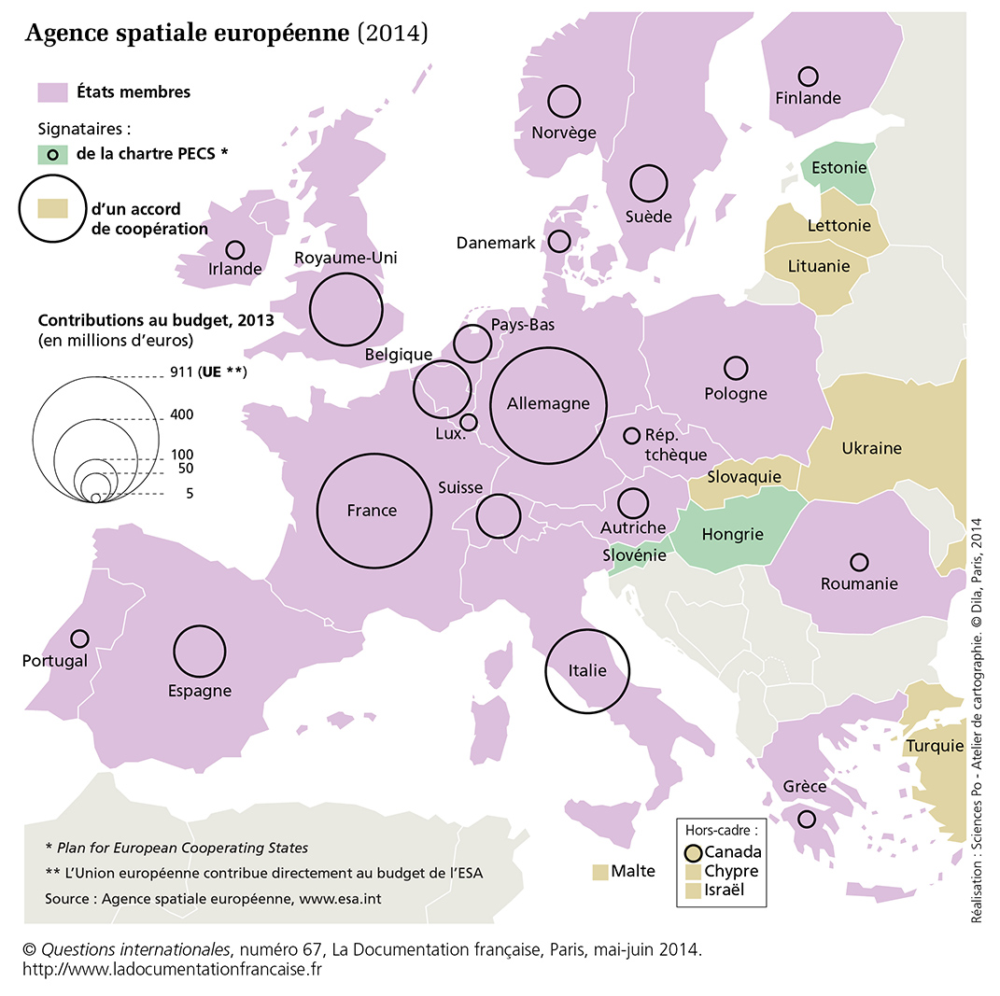 Agence spatiale européenne (2014)
États membres
Signataires :
de la chartre PECS *
d'un accord
de coopération
Contributions au budget, 2013
(en millions d'euros)
911 (UE **)
400
100
50
5
Norvège
Finlande
Suède
Estonie
Lettonie
Lituanie
Danemark
Irlande
Royaume-Uni
Pays-Bas
Belgique
Allemagne
Pologne
Lux.
Rép.
tchèque
Ukraine
Slovaquie
Suisse
France
Autriche
Hongrie
Slovénie
Roumanie
Portugal
Espagne
Italie
Turquie
Grèce
Malte
Hors-cadre :
Canada
Chypre
Israël
* Plan for European Cooperating States
** L'Union européenne contribue directement au budget de l'ESA
Source : Agence spatiale européenne, www.esa.int
Réalisation : Sciences Po - Atelier de cartographie. © Dila, Paris, 2014
© Questions internationales, numéro 67, La Documentation française, Paris, mai-juin 2014.
http://www.ladocumentationfrancaise.fr